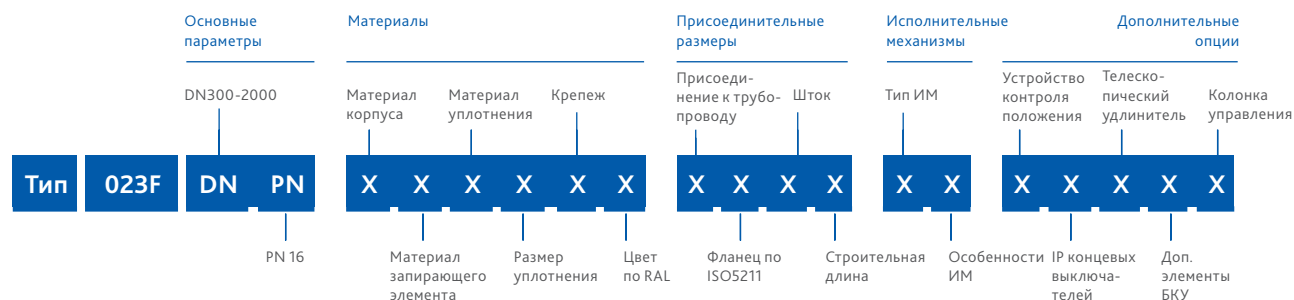 Основные
параметры
Материалы
Присоединительные
размеры
Исполнительные
механизмы
Дополнительные
опции
DN300-2000
Материал
корпуса
Материал
уплотнения
Крепеж
Присоеди-
нение к трубо-
проводу
Шток
Тип ИМ
Устройство
контроля
положения
Телеско-
пический
удлинитель
Колонка
управления
Тип 023F DN PN X X X X X X X X X X X X X X X X X
PN 16
Материал
запирающего
элемента
Размер
уплотнения
Цвет
по RAL
Фланец по
ISO5211
Строительная
длина
Особенности
ИМ
IP концевых
выключа-
телей
Доп.
элементы
БКУ